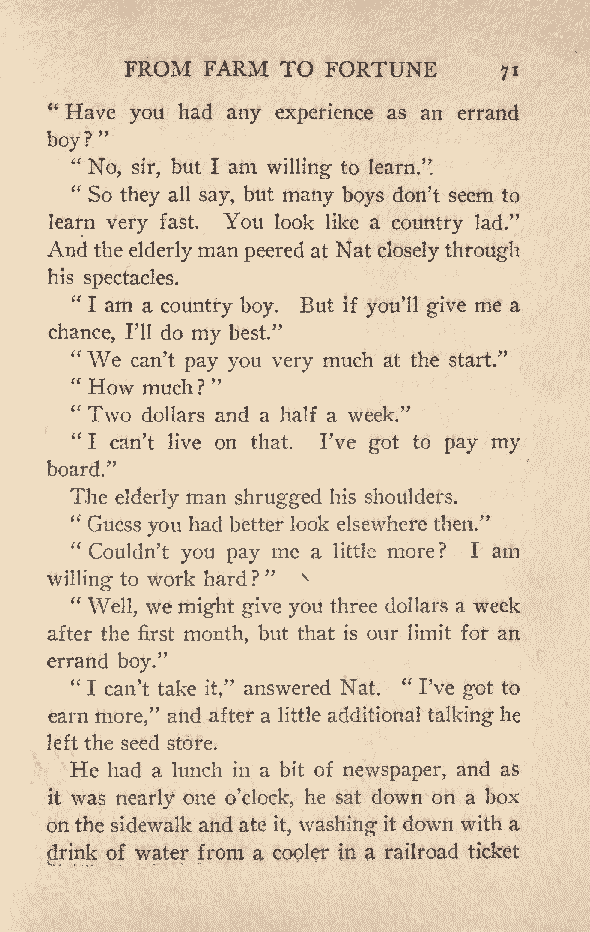 FROM FARM TO FORTUNE 71
" Have you had any experience as an errand
boy? "
" No, sir, but I am willing to learn."
" So they all say, but many boys don't seem to
learn very fast. You look like a country lad."
And the elderly man peered at Nat closely through
his spectacles.
" I am a country boy. But if you'll give me a
chance, I'll do my best."
" We can't pay you very much at the start."
" How much? "
" Two dollars and a half a week."
" I can't live on that. I've got to pay my
board."
The elderly man shrugged his shoulders.
" Guess you had better look elsewhere then."
" Couldn't you pay me a little more? I am
willing to work hard? "
" Well, we might give you three dollars a week
after the first month, but that is our limit for an
errand boy."
" I can't take it," answered Nat. " I've got to
earn more," and after a little additional talking he
left the seed store.
He had a lunch in a bit of newspaper, and as
it was nearly one o'clock, he sat down on a box
on the sidewalk and ate it, washing it down with a
drink of water from a cooler in a railroad ticket